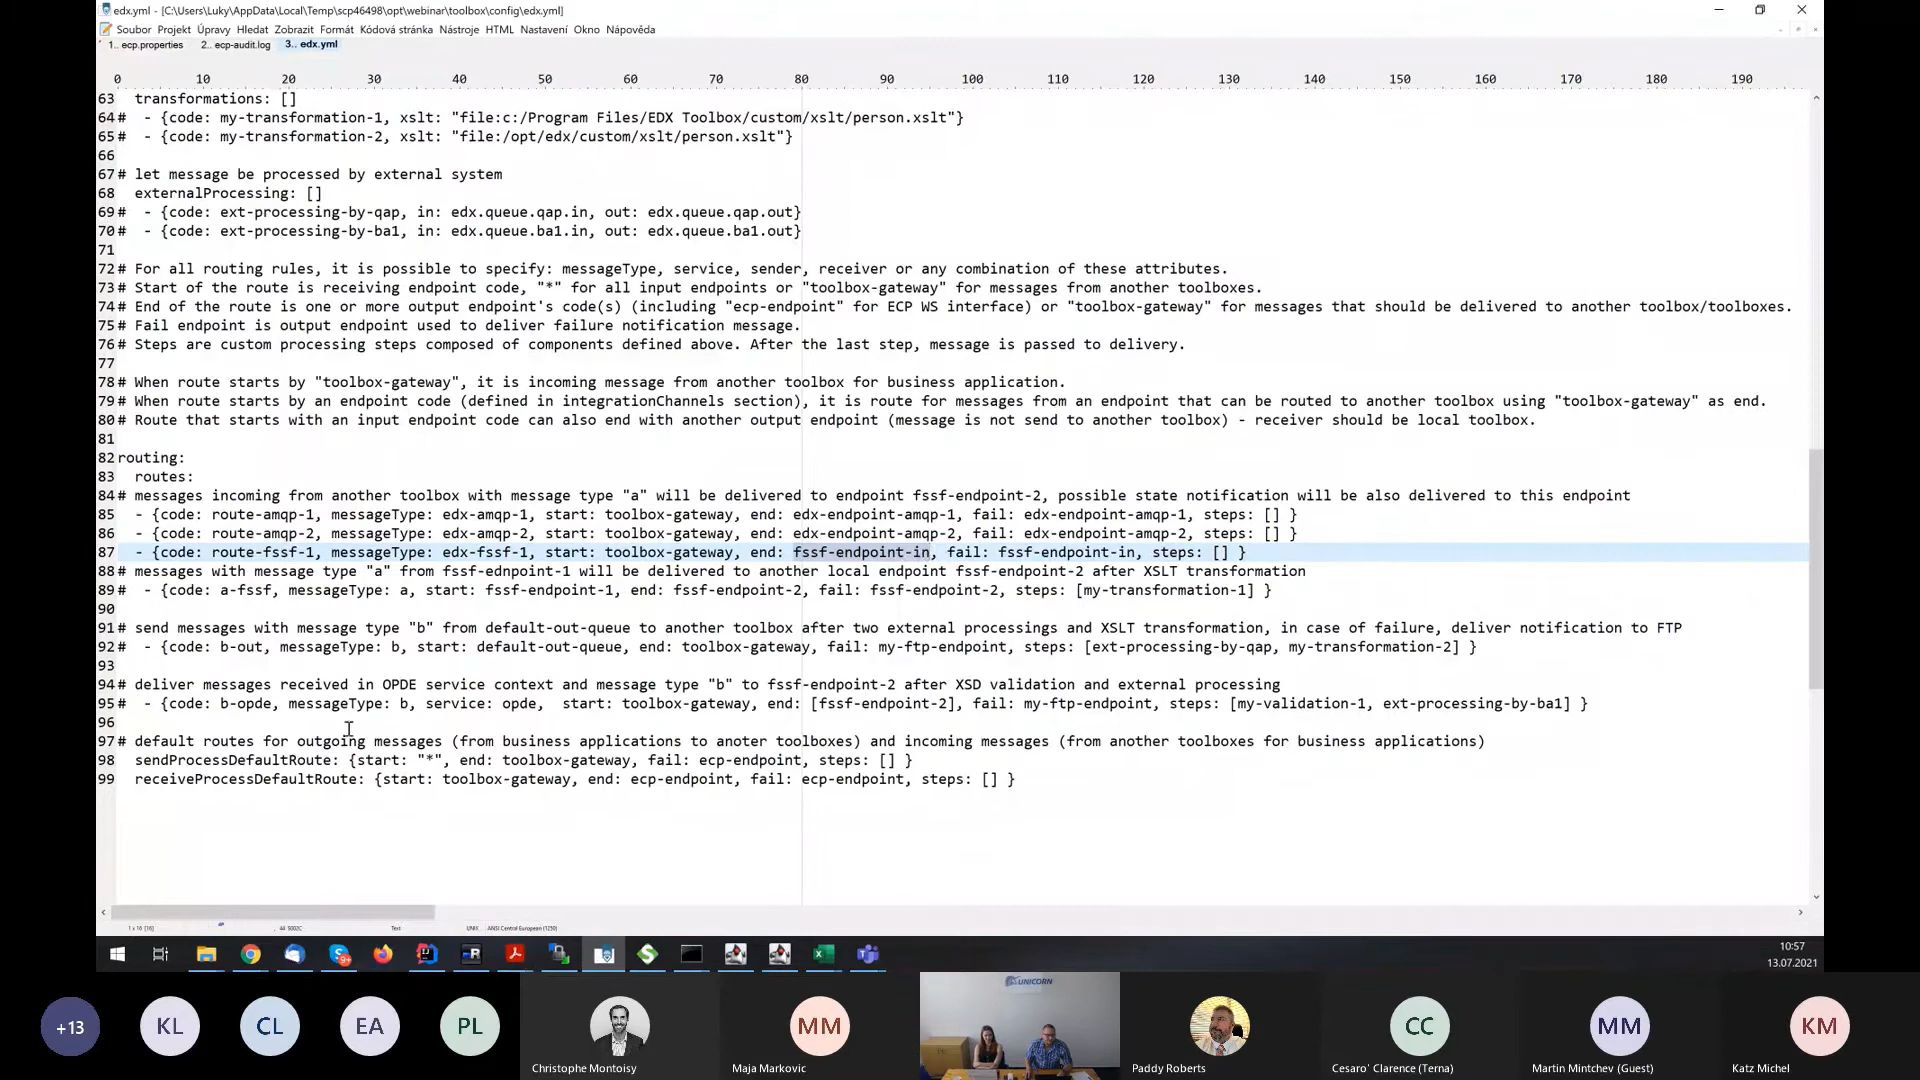 edx.yml - [C:\Users\Luky\AppData\Local\Temp\scp46498\opt\webinar\toolbox\config\edx.yml]
Soubor Projekt Úpravy Hledat Zobrazit Formát Kódová stránka Nástroje HTML Nastavení Okno Nápověda
1.. ecp.properties 2.. ecp-audit.log 3.. edx.yml
0 10 20 30 40 50 60 70 80 90 100 110 120 130 140 150 160 170 180 190
63 transformations: []
64# - {code: my-transformation-1, xslt: "file:c:/Program Files/EDX Toolbox/custom/xslt/person.xslt"}
65# - {code: my-transformation-2, xslt: "file:/opt/edx/custom/xslt/person.xslt"}
66
67# let message be processed by external system
68 externalProcessing: []
69# - {code: ext-processing-by-qap, in: edx.queue.qap.in, out: edx.queue.qap.out}
70# - {code: ext-processing-by-ba1, in: edx.queue.ba1.in, out: edx.queue.ba1.out}
71
72# For all routing rules, it is possible to specify: messageType, service, sender, receiver or any combination of these attributes.
73# Start of the route is receiving endpoint code, "*" for all input endpoints or "toolbox-gateway" for messages from another toolboxes.
74# End of the route is one or more output endpoint's code(s) (including "ecp-endpoint" for ECP WS interface) or "toolbox-gateway" for messages that should be delivered to another toolbox/toolboxes.
75# Fail endpoint is output endpoint used to deliver failure notification message.
76# Steps are custom processing steps composed of components defined above. After the last step, message is passed to delivery.
77
78# When route starts by "toolbox-gateway", it is incoming message from another toolbox for business application.
79# When route starts by an endpoint code (defined in integrationChannels section), it is route for messages from an endpoint that can be routed to another toolbox using "toolbox-gateway" as end.
80# Route that starts with an input endpoint code can also end with another output endpoint (message is not send to another toolbox) - receiver should be local toolbox.
81
82routing:
83 routes:
84# messages incoming from another toolbox with message type "a" will be delivered to endpoint fssf-endpoint-2, possible state notification will be also delivered to this endpoint
85 - {code: route-amqp-1, messageType: edx-amqp-1, start: toolbox-gateway, end: edx-endpoint-amqp-1, fail: edx-endpoint-amqp-1, steps: [] }
86 - {code: route-amqp-2, messageType: edx-amqp-2, start: toolbox-gateway, end: edx-endpoint-amqp-2, fail: edx-endpoint-amqp-2, steps: [] }
87 - {code: route-fssf-1, messageType: edx-fssf-1, start: toolbox-gateway, end: fssf-endpoint-in, fail: fssf-endpoint-in, steps: [] }
88# messages with message type "a" from fssf-ednpoint-1 will be delivered to another local endpoint fssf-endpoint-2 after XSLT transformation
89# - {code: a-fssf, messageType: a, start: fssf-endpoint-1, end: fssf-endpoint-2, fail: fssf-endpoint-2, steps: [my-transformation-1] }
90
91# send messages with message type "b" from default-out-queue to another toolbox after two external processings and XSLT transformation, in case of failure, deliver notification to FTP
92# - {code: b-out, messageType: b, start: default-out-queue, end: toolbox-gateway, fail: my-ftp-endpoint, steps: [ext-processing-by-qap, my-transformation-2] }
93
94# deliver messages received in OPDE service context and message type "b" to fssf-endpoint-2 after XSD validation and external processing
95# - {code: b-opde, messageType: b, service: opde, start: toolbox-gateway, end: [fssf-endpoint-2], fail: my-ftp-endpoint, steps: [my-validation-1, ext-processing-by-ba1] }
96
97# default routes for outgoing messages (from business applications to anoter toolboxes) and incoming messages (from another toolboxes for business applications)
98 sendProcessDefaultRoute: {start: "*", end: toolbox-gateway, fail: ecp-endpoint, steps: [] }
99 receiveProcessDefaultRoute: {start: toolbox-gateway, end: ecp-endpoint, fail: ecp-endpoint, steps: [] }
Text UNIX ANSI Central European (1250)
10:57
13.07.2021
+13 KL CL EA PL MM UNICORN CC MM KM
Christophe Montoisy Maja Markovic Paddy Roberts Cesaro' Clarence (Terna) Martin Mintchev (Guest) Katz Michel